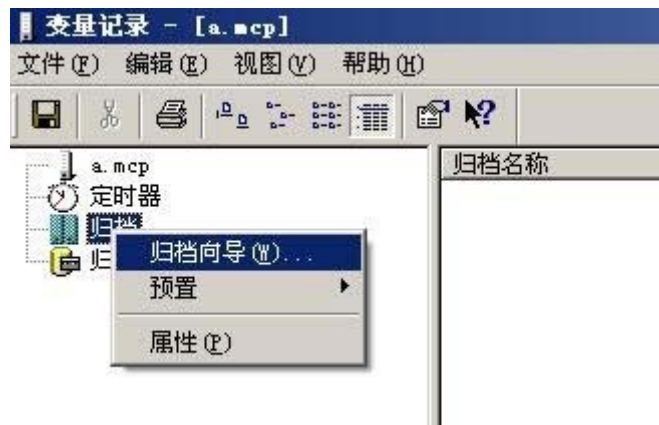 变量记录 - [a.mcp]
文件(F) 编辑(E) 视图(V) 帮助(H)
归档名称
a.mcp
定时器
归档
归
归档向导(W)...
预置
属性(P)